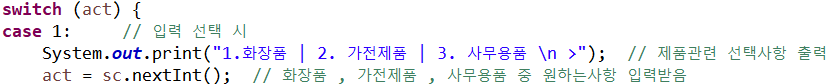 switch (act) {
case 1:      // 입력 선택 시
    System.out.print("1.화장품 | 2. 가전제품 | 3. 사무용품 \n >");  // 제품관련 선택사항 출력
    act = sc.nextInt();  // 화장품 , 가전제품 , 사무용품 중 원하는사항 입력받음